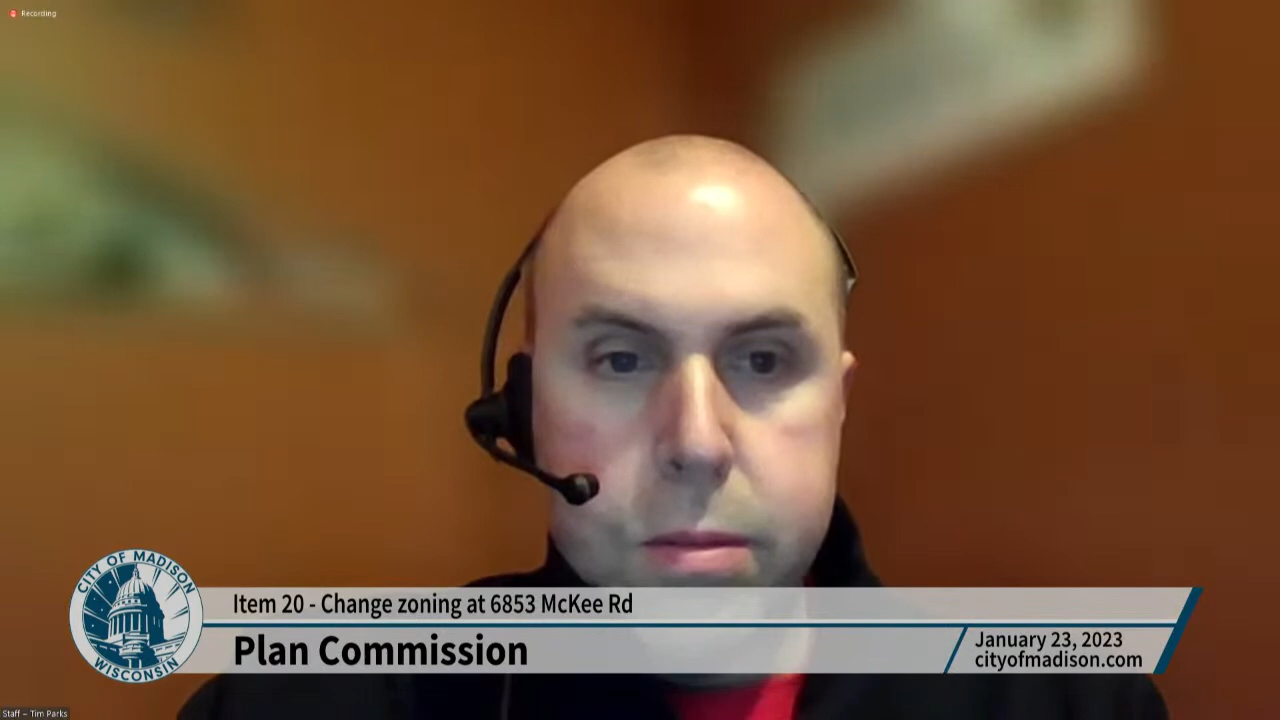 Recording
CITY OF MADISON
WISCONSIN
Item 20 - Change zoning at 6853 McKee Rd
Plan Commission
January 23, 2023
cityofmadison.com
Staff – Tim Parks